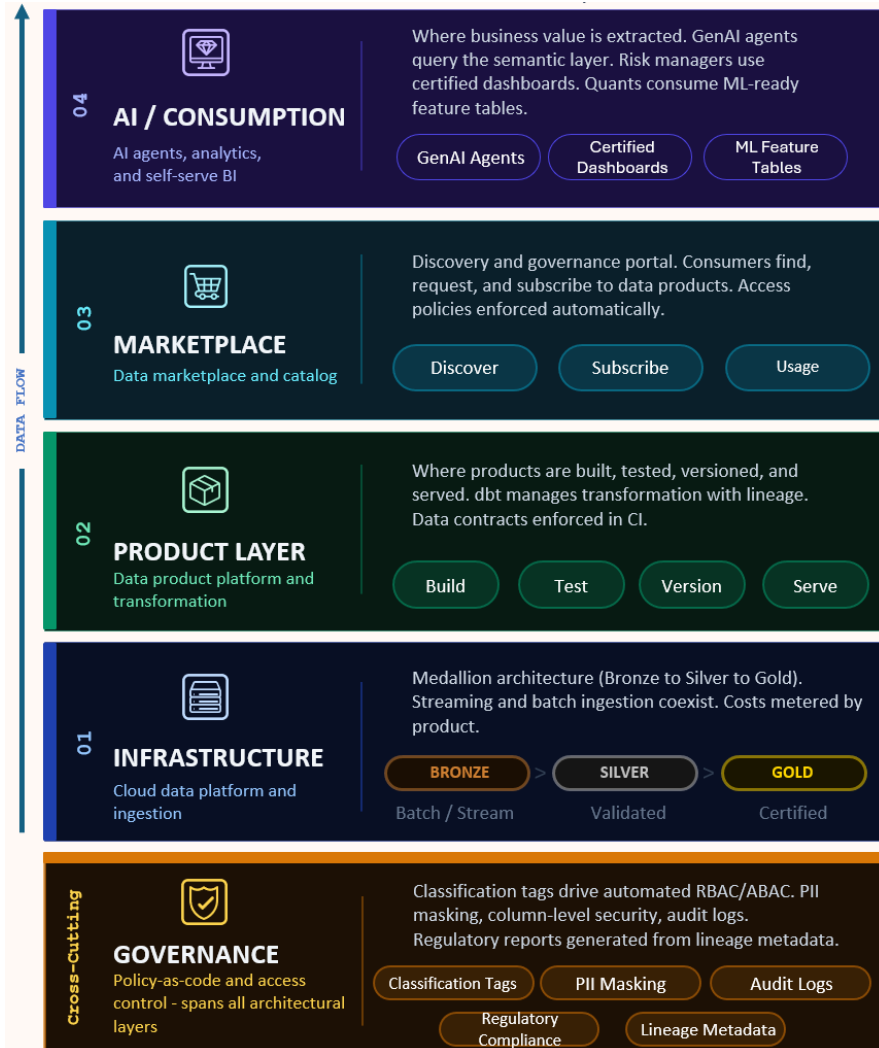 04
AI / CONSUMPTION
AI agents, analytics,
and self-serve BI
Where business value is extracted. GenAI agents
query the semantic layer. Risk managers use
certified dashboards. Quants consume ML-ready
feature tables.
GenAI Agents
Certified
Dashboards
ML Feature
Tables
DATA FLOW
03
MARKETPLACE
Data marketplace and catalog
Discovery and governance portal. Consumers find,
request, and subscribe to data products. Access
policies enforced automatically.
Discover
Subscribe
Usage
02
PRODUCT LAYER
Data product platform and
transformation
Where products are built, tested, versioned, and
served. dbt manages transformation with lineage.
Data contracts enforced in CI.
Build
Test
Version
Serve
01
INFRASTRUCTURE
Cloud data platform and
ingestion
Medallion architecture (Bronze to Silver to Gold).
Streaming and batch ingestion coexist. Costs metered by
product.
BRONZE > SILVER > GOLD
Batch / Stream
Validated
Certified
Cross-Cutting
GOVERNANCE
Policy-as-code and access
control - spans all architectural
layers
Classification tags drive automated RBAC/ABAC. PII
masking, column-level security, audit logs.
Regulatory reports generated from lineage metadata.
Classification Tags
PII Masking
Audit Logs
Regulatory
Compliance
Lineage Metadata